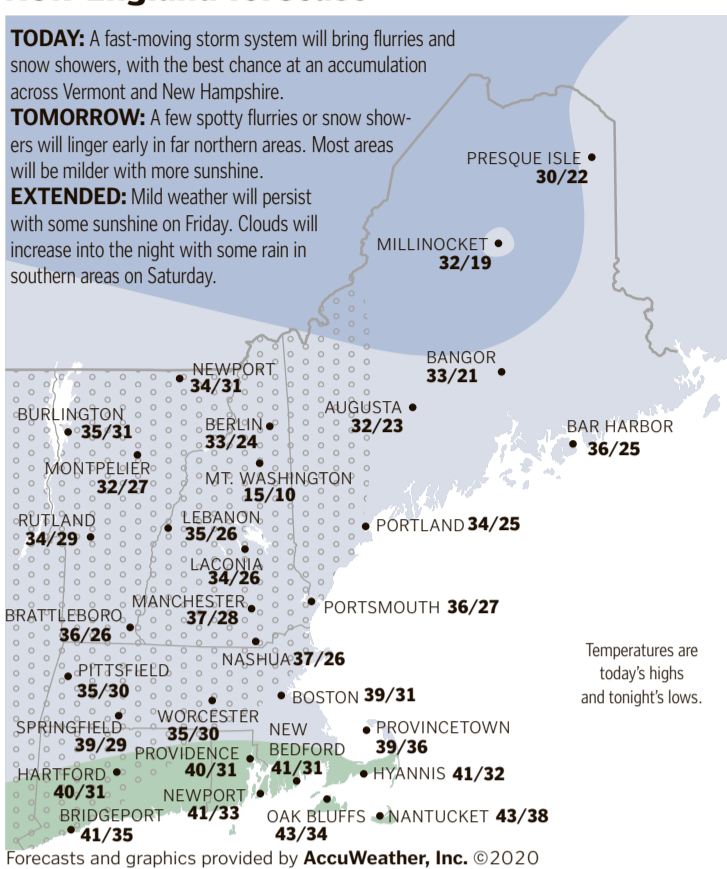 TODAY: A fast-moving storm system will bring flurries and
snow showers, with the best chance at an accumulation
across Vermont and New Hampshire.
TOMORROW: A few spotty flurries or snow show-
ers will linger early in far northern areas. Most areas
will be milder with more sunshine.
EXTENDED: Mild weather will persist
with some sunshine on Friday. Clouds will
increase into the night with some rain in
southern areas on Saturday.
PRESQUE ISLE
30/22
MILLINOCKET
32/19
BANGOR
33/21
NEWPORT
34/31
AUGUSTA
32/23
BURLINGTON
35/31
BERLIN
33/24
BAR HARBOR
36/25
MONTPELIER
32/27
MT. WASHINGTON
15/10
RUTLAND
34/29
LEBANON
35/26
PORTLAND 34/25
LACONIA
34/26
MANCHESTER
37/28
PORTSMOUTH 36/27
BRATTLEBORO
36/26
NASHUA 37/26
Temperatures are
today's highs
and tonight's lows.
PITTSFIELD
35/30
BOSTON 39/31
WORCESTER
35/30
SPRINGFIELD
39/29
NEW
BEDFORD
41/31
PROVINCETOWN
39/36
PROVIDENCE
40/31
HARTFORD
40/31
HYANNIS 41/32
NEWPORT
41/33
BRIDGEPORT
41/35
OAK BLUFFS
43/34
NANTUCKET 43/38
Forecasts and graphics provided by AccuWeather, Inc. ©2020